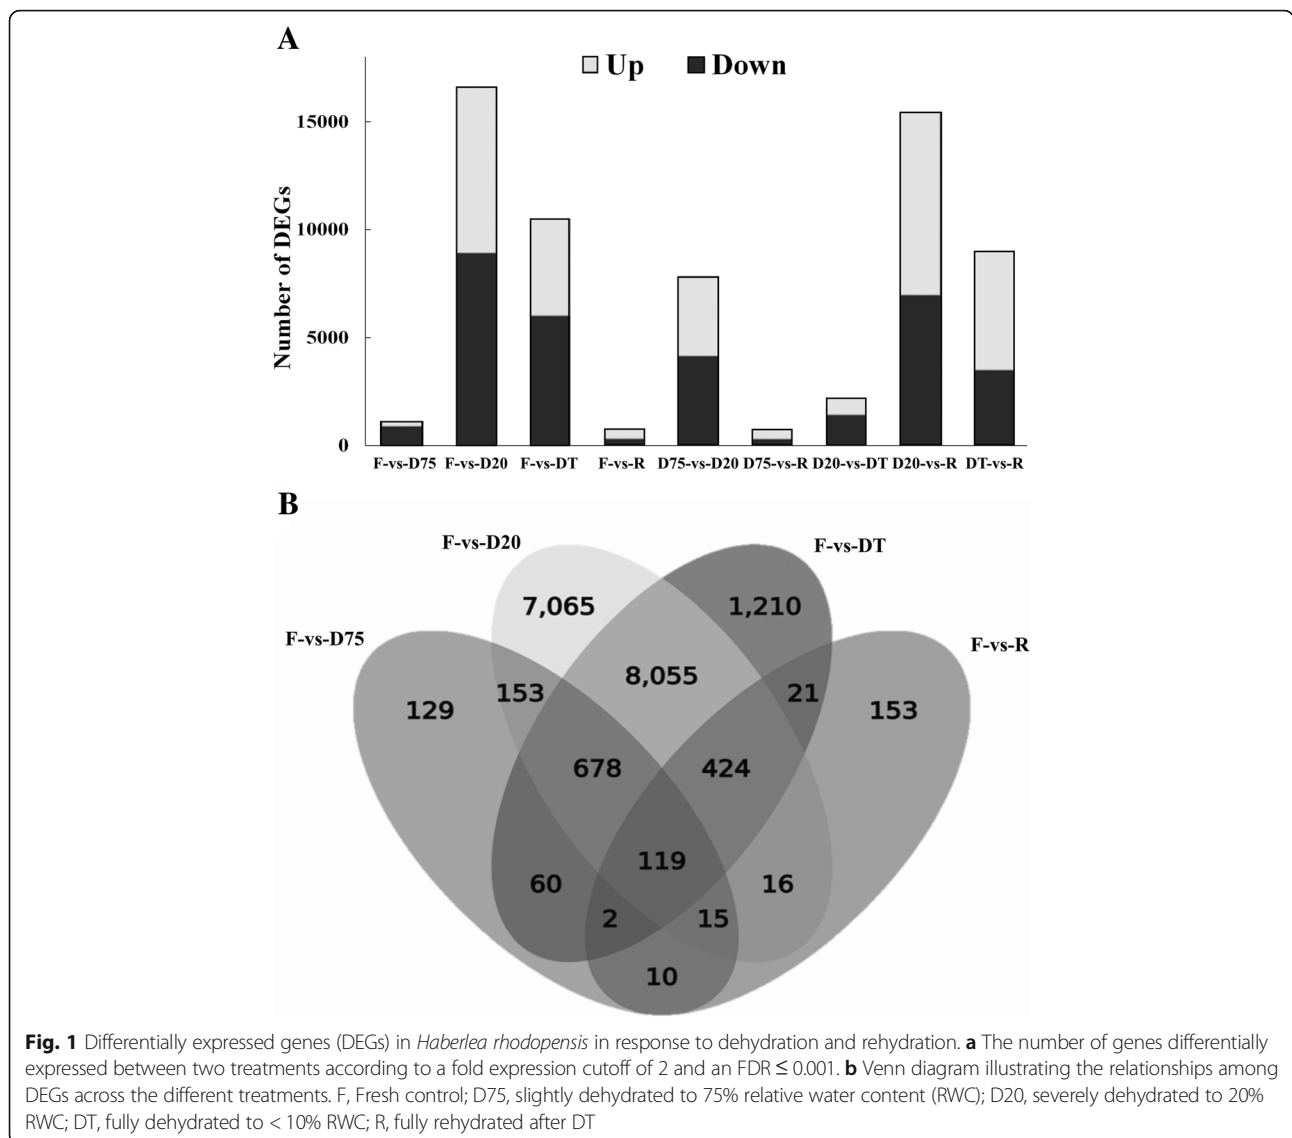 A
Up Down
15000
10000
5000
0
Number of DEGs
F-vs-D75 F-vs-D20 F-vs-DT F-vs-R D75-vs-D20 D75-vs-R D20-vs-DT D20-vs-R DT-vs-R
B
F-vs-D20 F-vs-DT
F-vs-D75 F-vs-R
7,065 1,210
8,055
153 21
129 153
678 424
119
60 16
2 15
10
Fig. 1 Differentially expressed genes (DEGs) in Haberlea rhodopensis in response to dehydration and rehydration. a The number of genes differentially
expressed between two treatments according to a fold expression cutoff of 2 and an FDR ≤ 0.001. b Venn diagram illustrating the relationships among
DEGs across the different treatments. F, Fresh control; D75, slightly dehydrated to 75% relative water content (RWC); D20, severely dehydrated to 20%
RWC; DT, fully dehydrated to < 10% RWC; R, fully rehydrated after DT